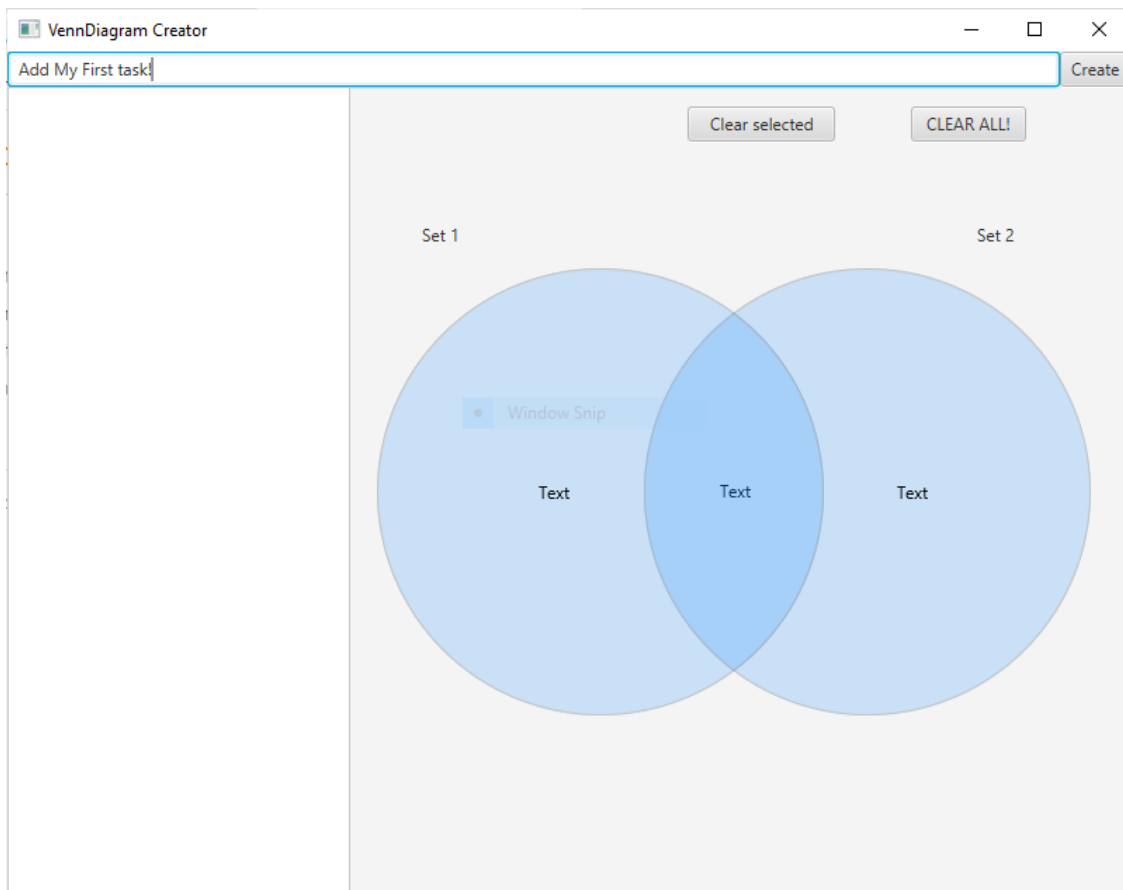 VennDiagram Creator
Add My First task!
Create
Clear selected
CLEAR ALL!
Set 1
Set 2
Window Snip
Text
Text
Text